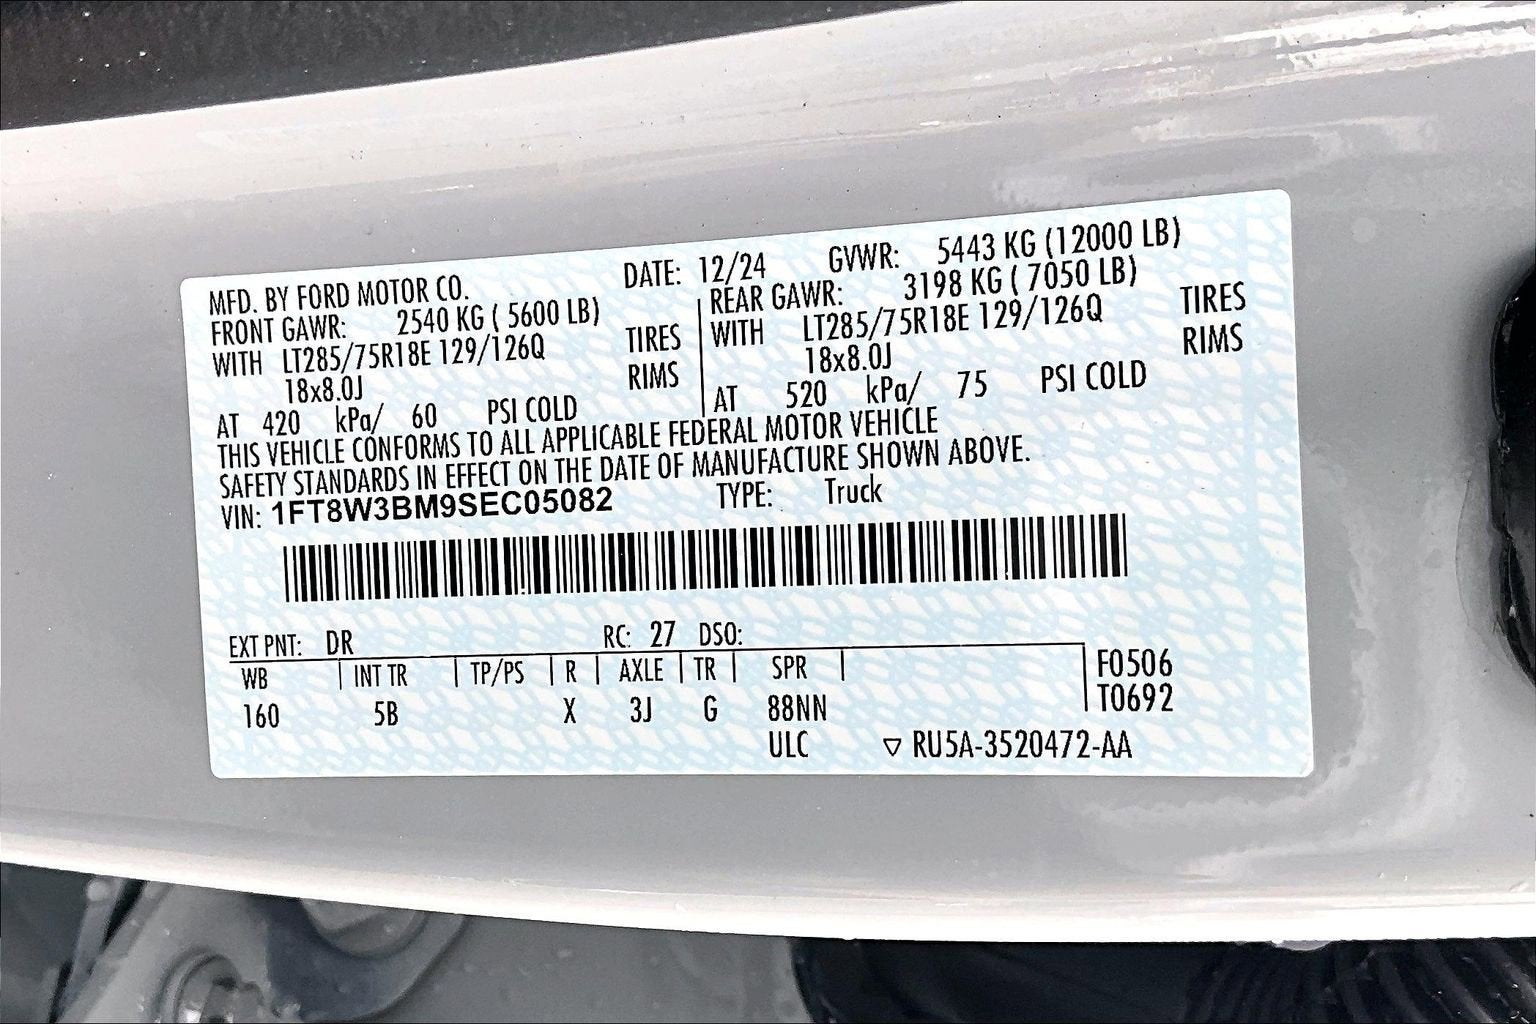 MFD. BY FORD MOTOR CO. DATE: 12/24 GVWR: 5443 KG (12000 LB)
FRONT GAWR: 2540 KG ( 5600 LB) REAR GAWR: 3198 KG ( 7050 LB)
WITH LT285/75R18E 129/126Q TIRES WITH LT285/75R18E 129/126Q TIRES
18x8.0J RIMS 18x8.0J RIMS
AT 420 kPa/ 60 PSI COLD AT 520 kPa/ 75 PSI COLD
THIS VEHICLE CONFORMS TO ALL APPLICABLE FEDERAL MOTOR VEHICLE
SAFETY STANDARDS IN EFFECT ON THE DATE OF MANUFACTURE SHOWN ABOVE.
VIN: 1FT8W3BM9SEC05082 TYPE: Truck
EXT PNT: DR RC: 27 DSO:
WB INT TR TP/PS R AXLE TR SPR F0506
160 5B X 3J G 88NN T0692
ULC ▽ RU5A-3520472-AA